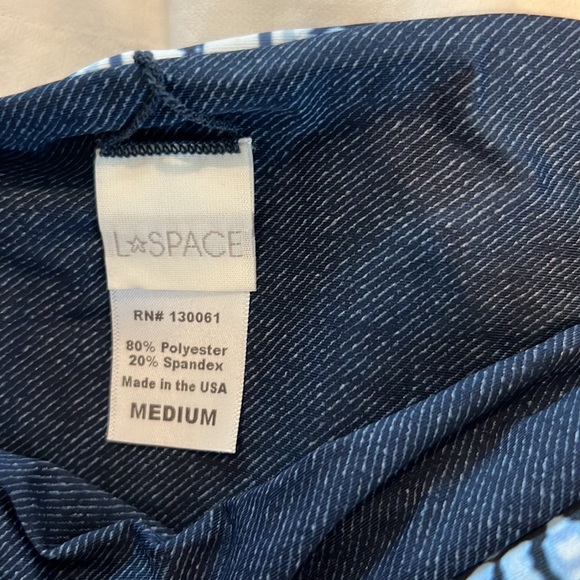 L☆SPACE
RN# 130061
80% Polyester
20% Spandex
Made in the USA
MEDIUM